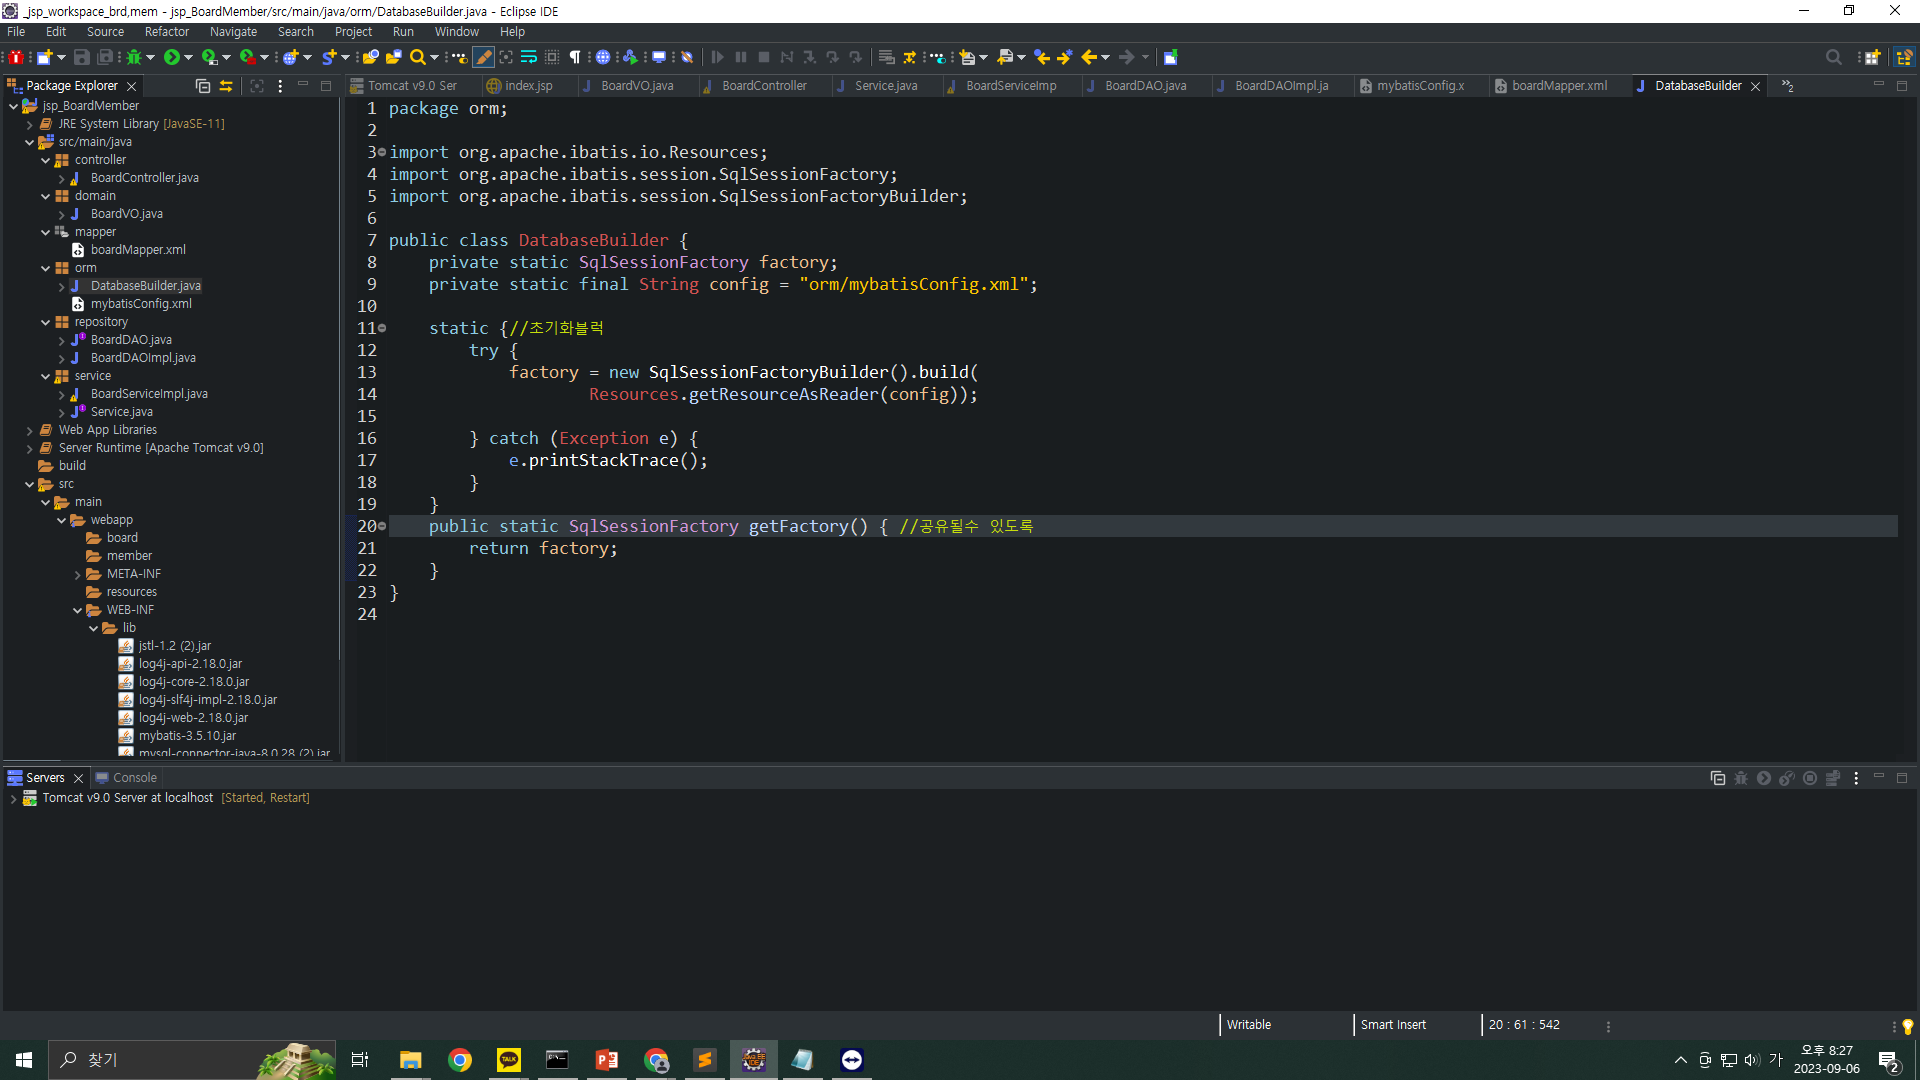 _jsp_workspace_brd,mem - jsp_BoardMember/src/main/java/orm/DatabaseBuilder.java - Eclipse IDE
File Edit Source Refactor Navigate Search Project Run Window Help
Package Explorer
Tomcat v9.0 Ser index.jsp BoardVO.java BoardController Service.java BoardServiceImp BoardDAO.java BoardDAOImpl.ja mybatisConfig.x boardMapper.xml DatabaseBuilder »2
jsp_BoardMember
JRE System Library [JavaSE-11]
src/main/java
controller
BoardController.java
domain
BoardVO.java
mapper
boardMapper.xml
orm
DatabaseBuilder.java
mybatisConfig.xml
repository
BoardDAO.java
BoardDAOImpl.java
service
BoardServiceImpl.java
Service.java
Web App Libraries
Server Runtime [Apache Tomcat v9.0]
build
src
main
webapp
board
member
META-INF
resources
WEB-INF
lib
jstl-1.2 (2).jar
log4j-api-2.18.0.jar
log4j-core-2.18.0.jar
log4j-slf4j-impl-2.18.0.jar
log4j-web-2.18.0.jar
mybatis-3.5.10.jar
mysql-connector-java-8.0.28 (2).jar
1 package orm;
2
3 import org.apache.ibatis.io.Resources;
4 import org.apache.ibatis.session.SqlSessionFactory;
5 import org.apache.ibatis.session.SqlSessionFactoryBuilder;
6
7 public class DatabaseBuilder {
8 private static SqlSessionFactory factory;
9 private static final String config = "orm/mybatisConfig.xml";
10
11 static {//초기화블럭
12 try {
13 factory = new SqlSessionFactoryBuilder().build(
14 Resources.getResourceAsReader(config));
15
16 } catch (Exception e) {
17 e.printStackTrace();
18 }
19 }
20 public static SqlSessionFactory getFactory() { //공유될수 있도록
21 return factory;
22 }
23 }
24
Servers Console
Tomcat v9.0 Server at localhost [Started, Restart]
Writable Smart Insert 20 : 61 : 542
찾기
TALK
가
오후 8:27
2023-09-06
2